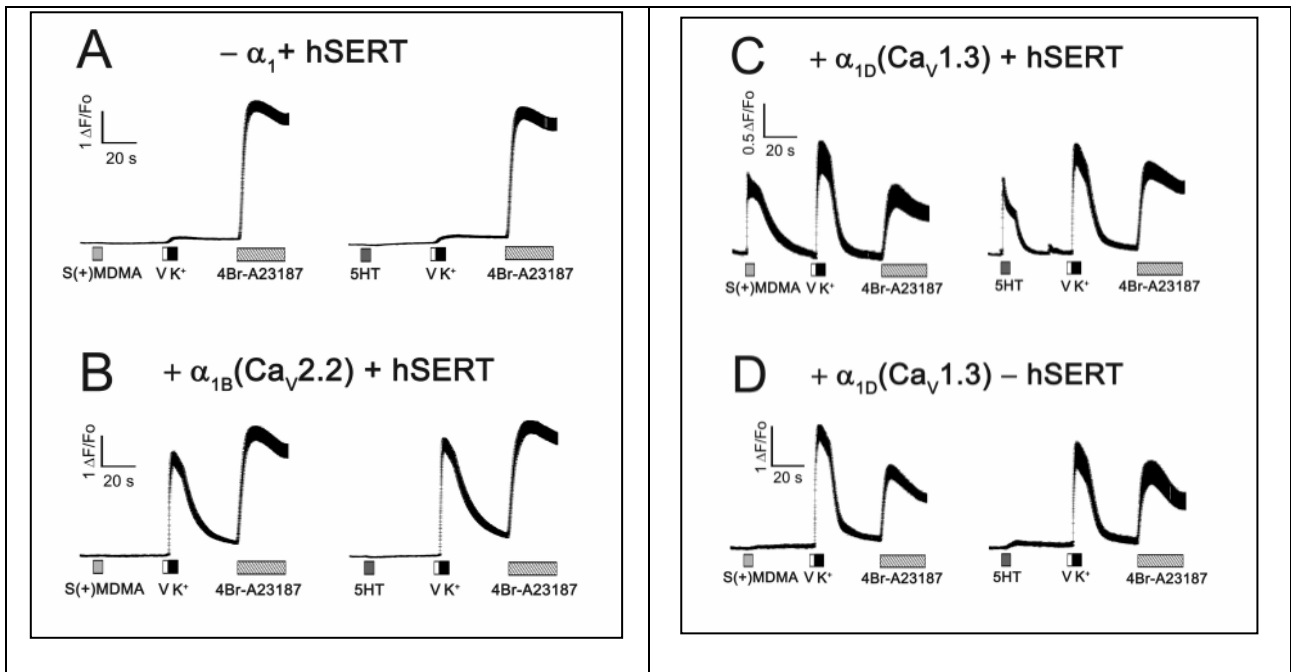 A
− α1 + hSERT
1 ΔF/Fo
20 s
S(+)MDMA V K⁺ 4Br-A23187
5HT V K⁺ 4Br-A23187
B
+ α1B(CaV2.2) + hSERT
1 ΔF/Fo
20 s
S(+)MDMA V K⁺ 4Br-A23187
5HT V K⁺ 4Br-A23187
C
+ α1D(CaV1.3) + hSERT
0.5 ΔF/Fo
20 s
S(+)MDMA V K⁺ 4Br-A23187
5HT V K⁺ 4Br-A23187
D
+ α1D(CaV1.3) − hSERT
1 ΔF/Fo
20 s
S(+)MDMA V K⁺ 4Br-A23187
5HT V K⁺ 4Br-A23187